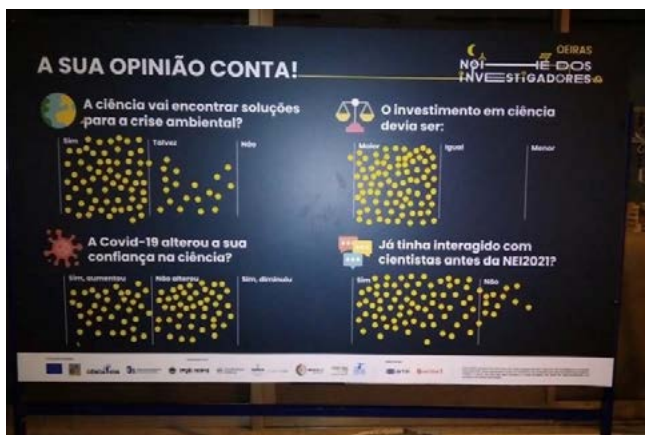 A SUA OPINIÃO CONTA!
OEIRAS
NOITE DOS
INVESTIGADORES
A ciência vai encontrar soluções
para a crise ambiental?
Sim Talvez Não
O investimento em ciência
devia ser:
Maior Igual Menor
A Covid-19 alterou a sua
confiança na ciência?
Sim, aumentou Não alterou Sim, diminuiu
Já tinha interagido com
cientistas antes da NEI2021?
Sim Não